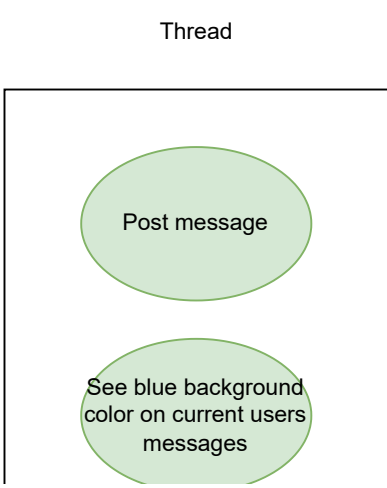 Thread
Post message
See blue background
color on current users
messages